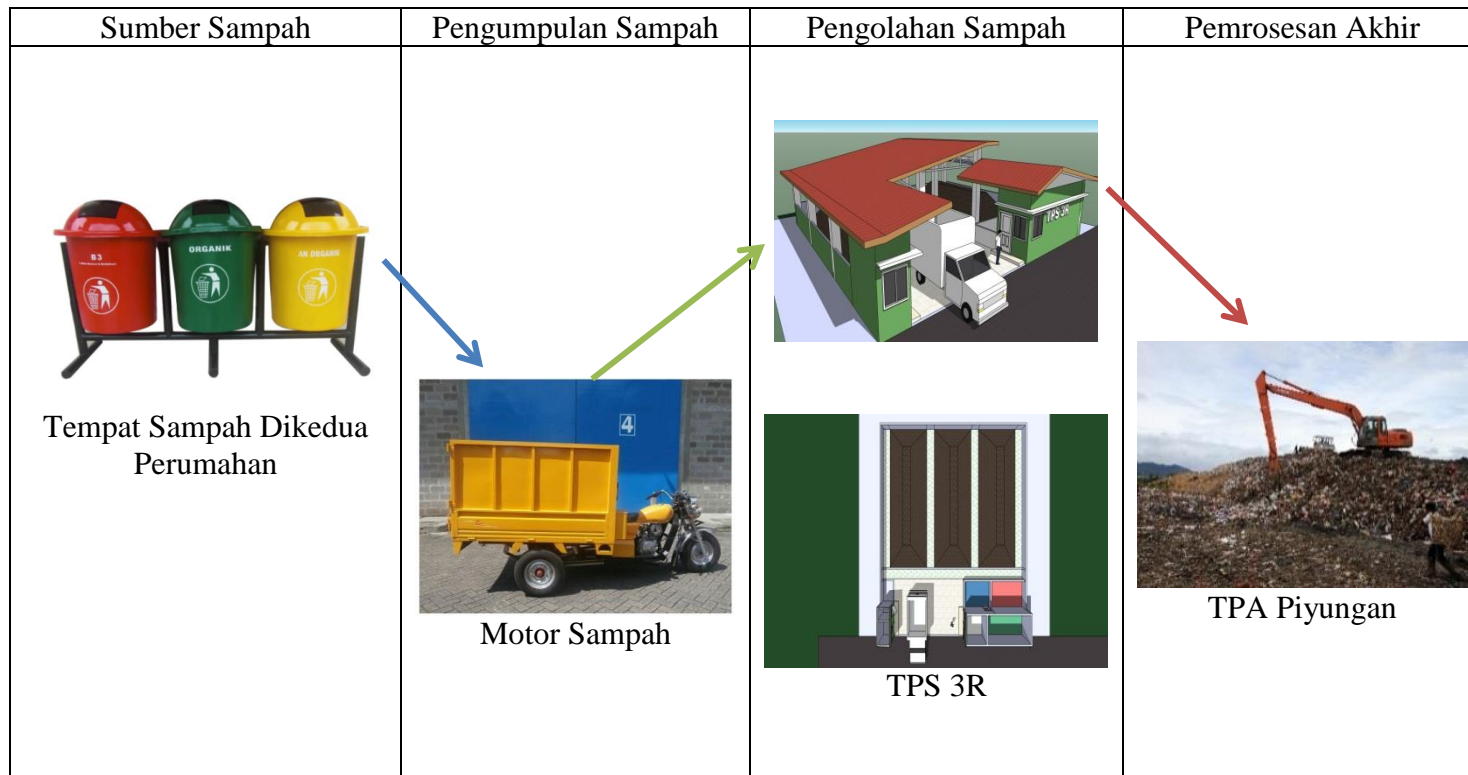 Sumber Sampah
Pengumpulan Sampah
Pengolahan Sampah
Pemrosesan Akhir
B3
ORGANIK
AN ORGANIK
Tempat Sampah Dikedua
Perumahan
4
Motor Sampah
TPS 3R
TPS 3R
TPA Piyungan